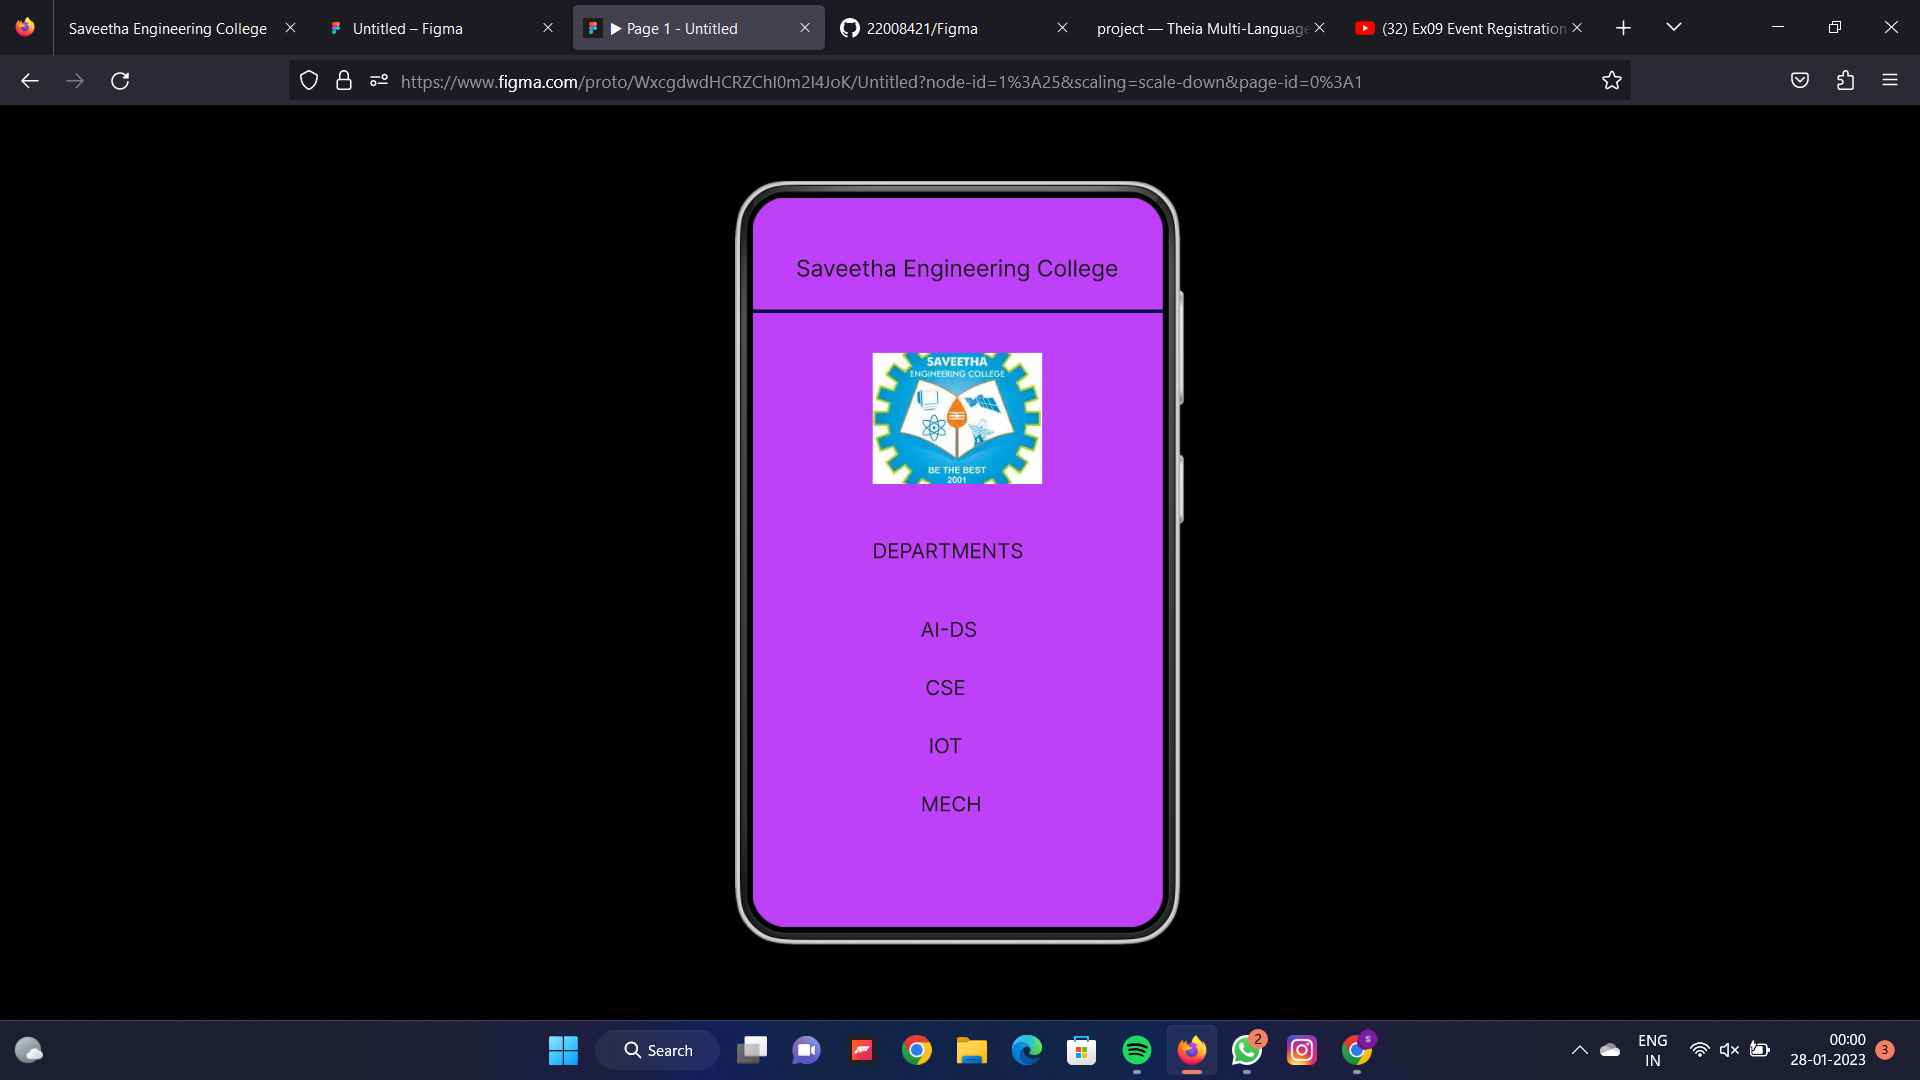 Saveetha Engineering College
Untitled – Figma
▶ Page 1 - Untitled
22008421/Figma
project — Theia Multi-Language
(32) Ex09 Event Registration
https://www.figma.com/proto/WxcgdwdHCRZChI0m2I4JoK/Untitled?node-id=1%3A25&scaling=scale-down&page-id=0%3A1
Saveetha Engineering College
SAVEETHA
ENGINEERING COLLEGE
BE THE BEST
2001
DEPARTMENTS
AI-DS
CSE
IOT
MECH
Search
2
S
ENG
IN
00:00
28-01-2023
3